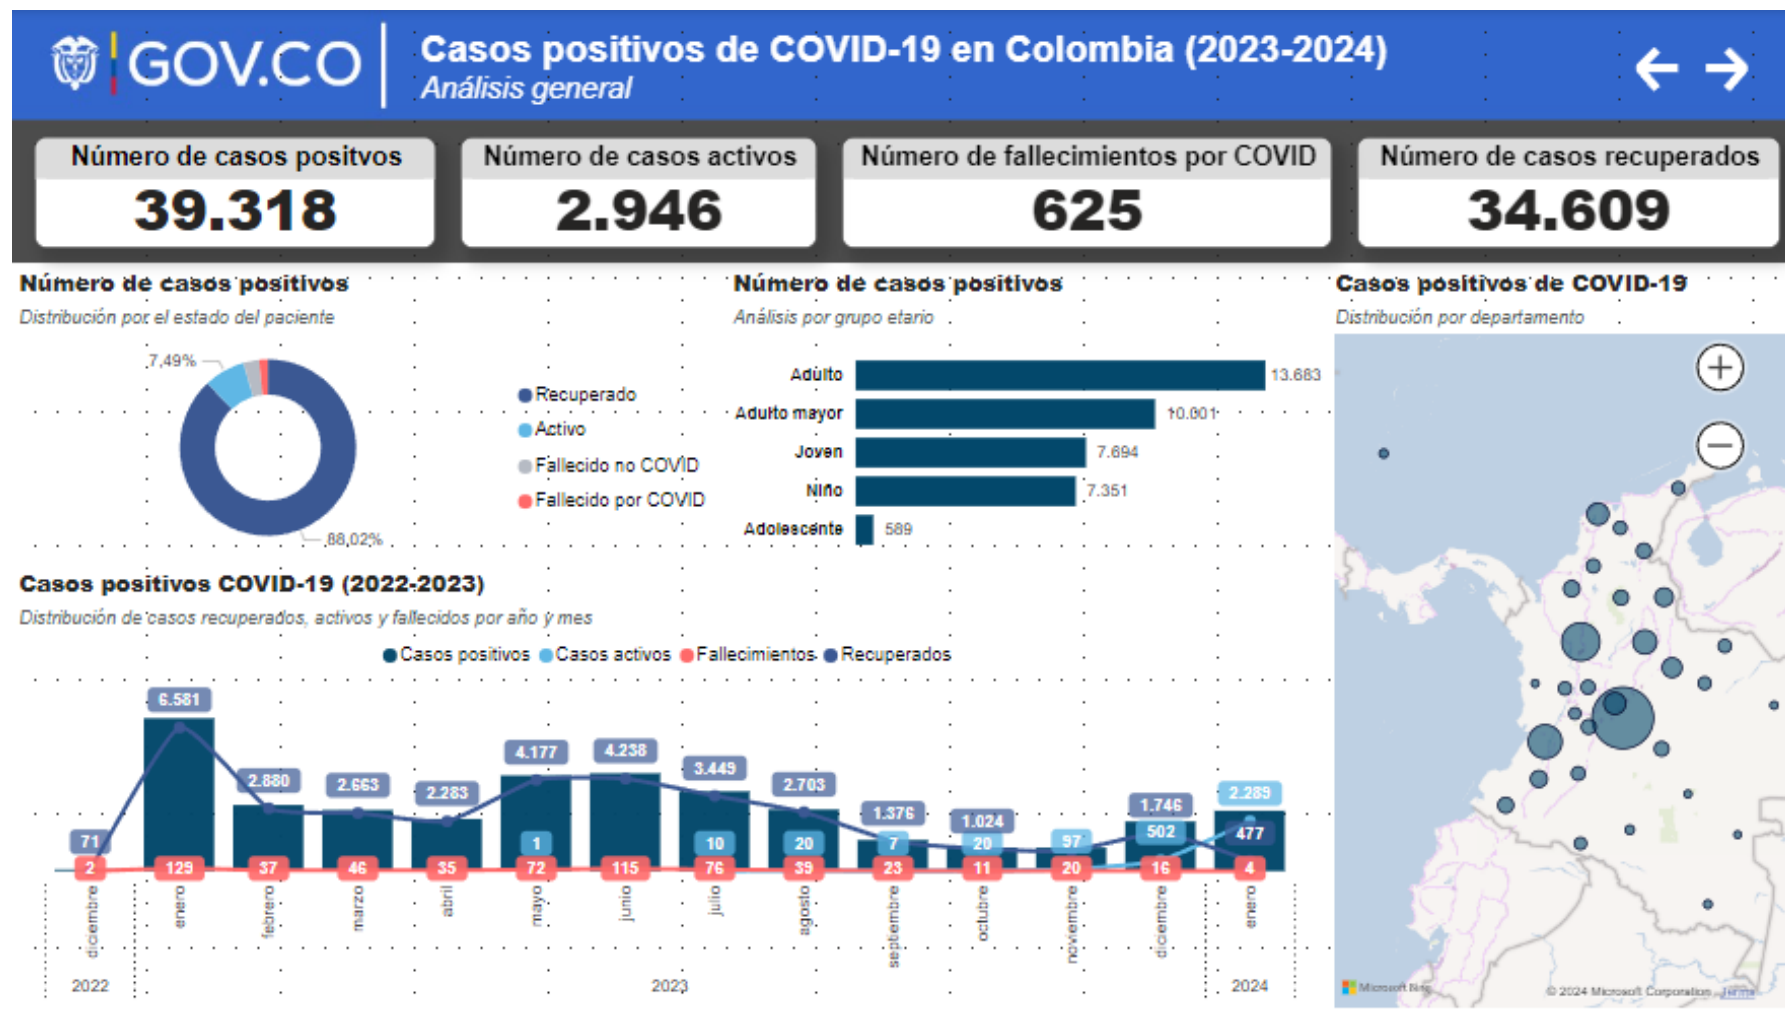 GOV.CO
Casos positivos de COVID-19 en Colombia (2023-2024)
Análisis general
Número de casos positvos
39.318
Número de casos activos
2.946
Número de fallecimientos por COVID
625
Número de casos recuperados
34.609
Número de casos positivos
Distribución por el estado del paciente
7,49%
88,02%
Recuperado
Activo
Fallecido no COVID
Fallecido por COVID
Número de casos positivos
Análisis por grupo etario
Adulto 13.683
Adulto mayor 10.001
Joven 7.694
Niño 7.351
Adolescente 589
Casos positivos de COVID-19
Distribución por departamento
Microsoft Bing
© 2024 Microsoft Corporation Terms
Casos positivos COVID-19 (2022-2023)
Distribución de casos recuperados, activos y fallecidos por año y mes
Casos positivos Casos activos Fallecimientos Recuperados
71 6.581 2.880 2.663 2.283 4.177 4.238 3.449 2.703 1.376 1.024 1.746 477
1 10 20 7 20 97 502 2.289
2 129 37 46 35 72 115 76 39 23 11 20 16 4
diciembre enero febrero marzo abril mayo junio julio agosto septiembre octubre noviembre diciembre enero
2022 2023 2024